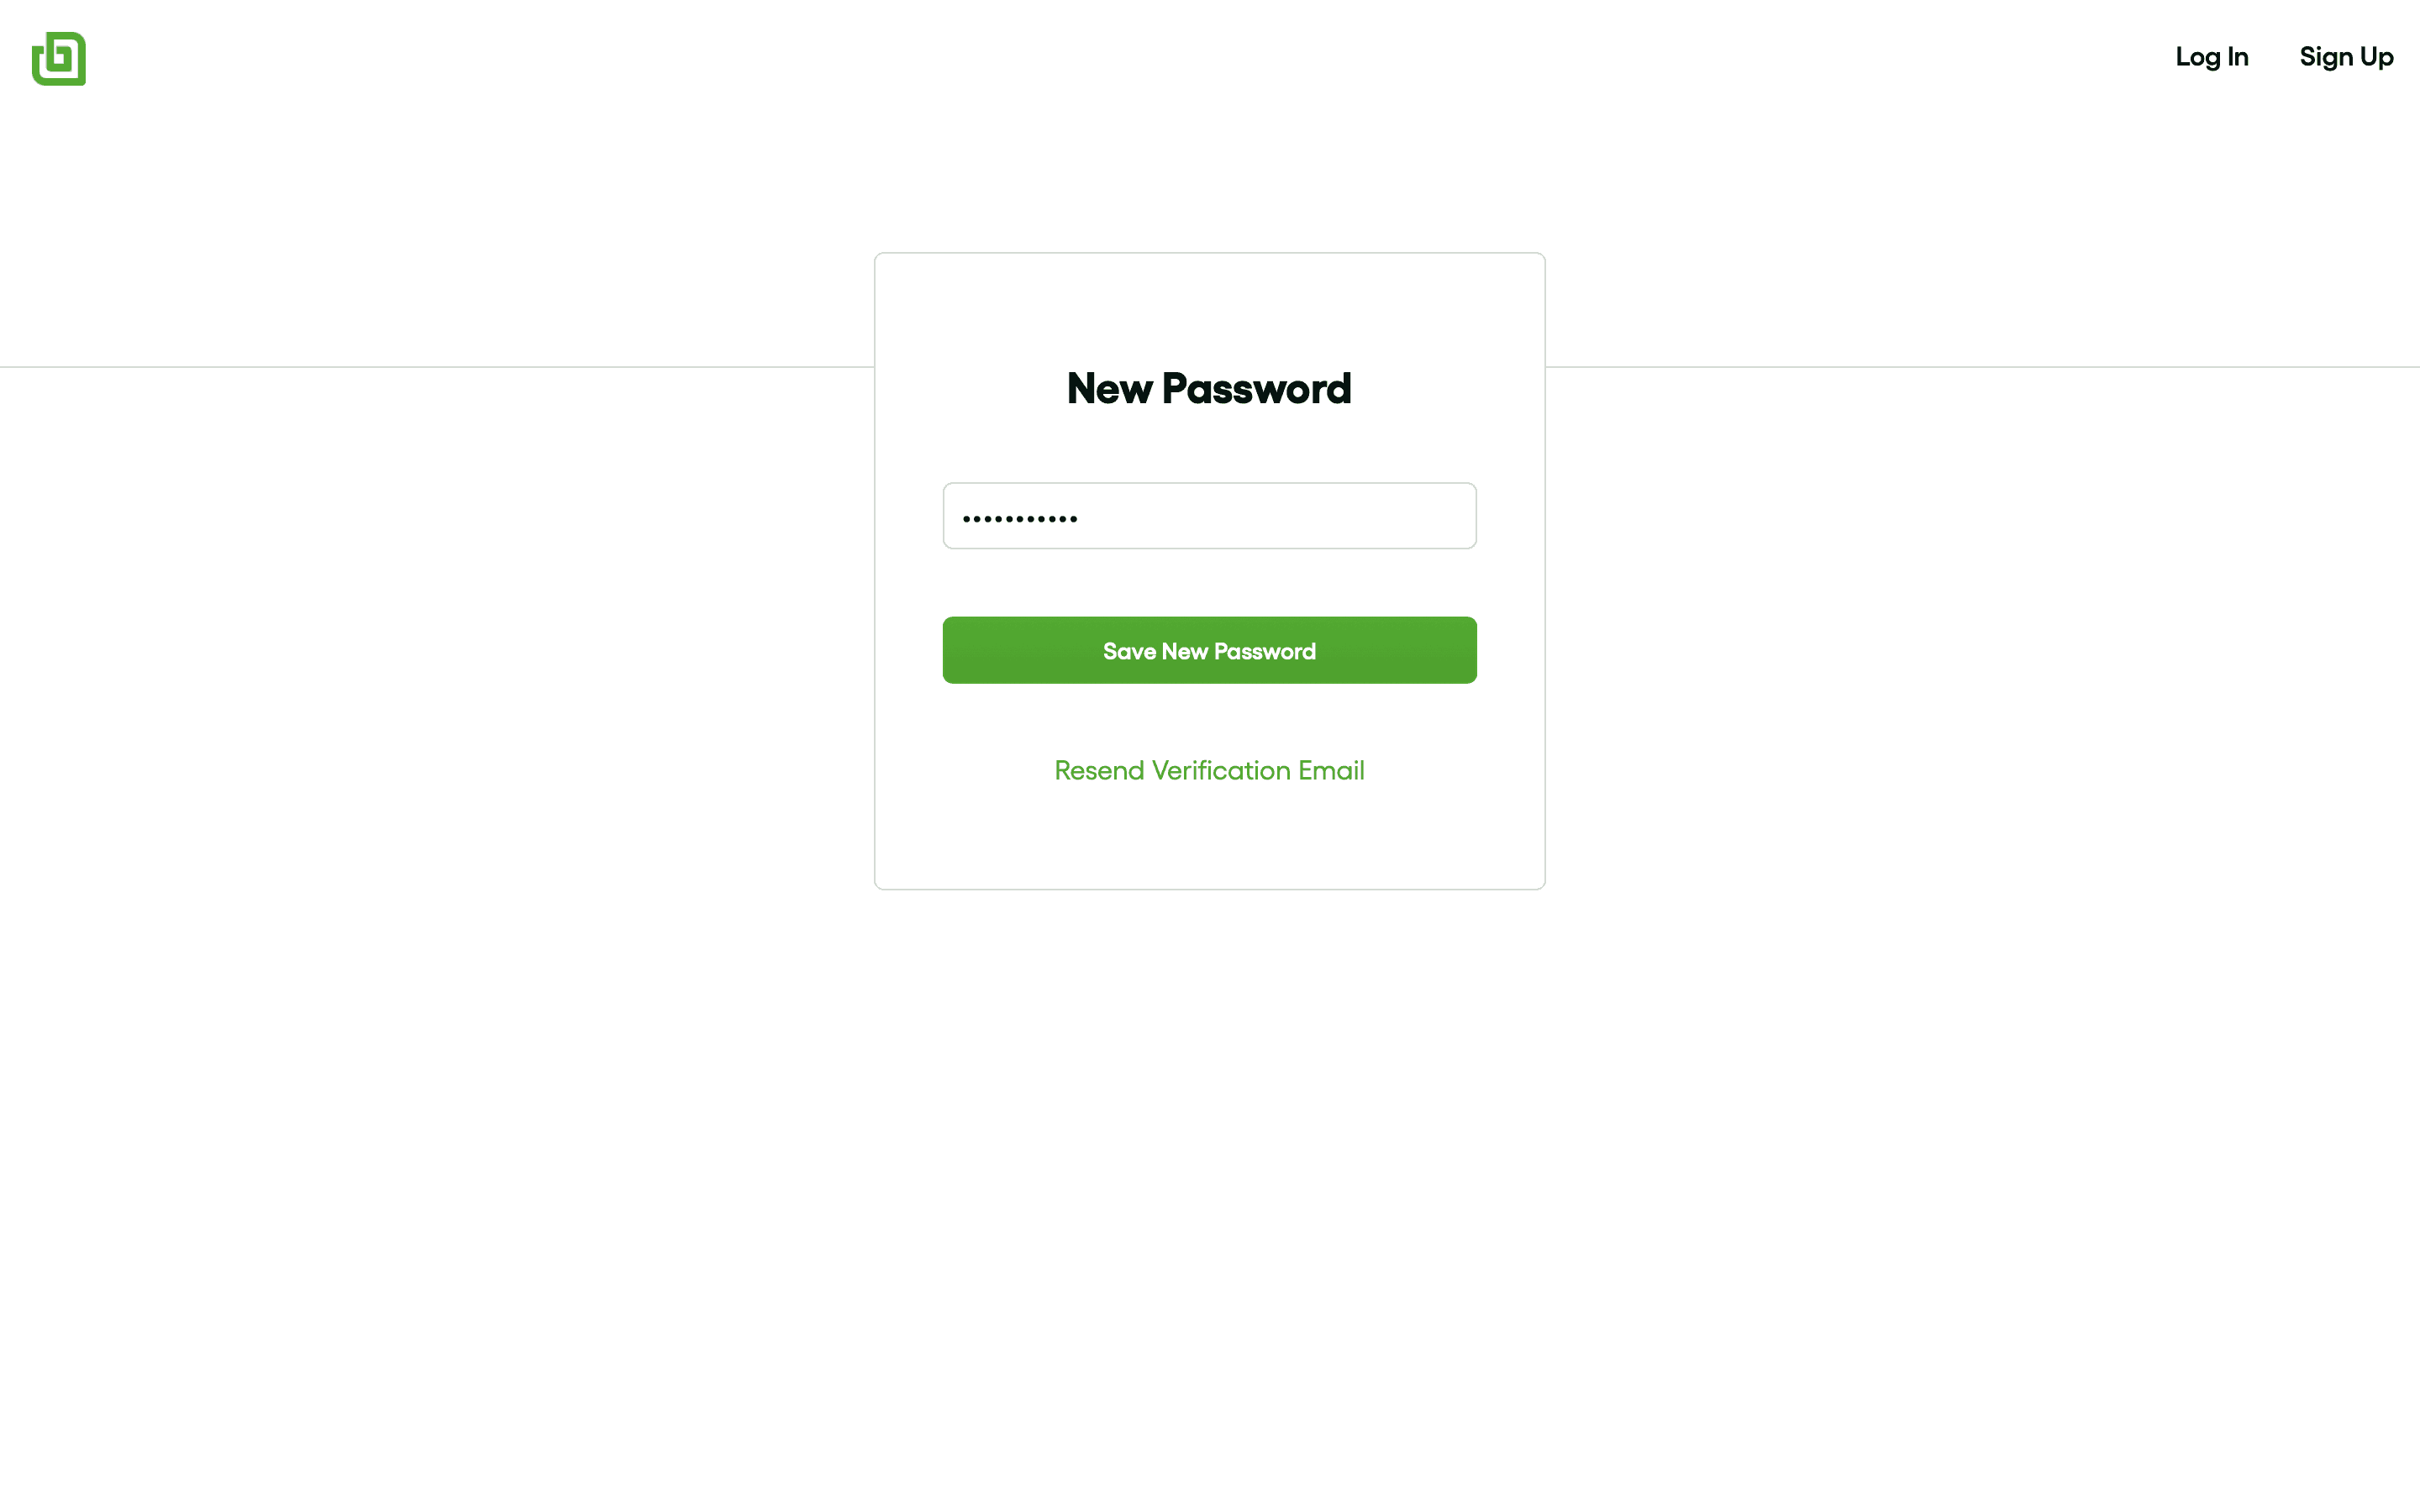 Log In
Sign Up
New Password
•••••••••••
Save New Password
Resend Verification Email